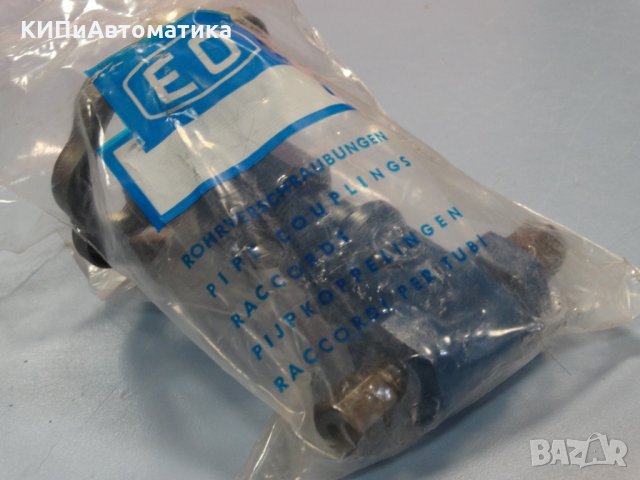 КИПиАвтоматика
EO
ROHRVERSCHRAUBUNGEN
PIPE COUPLINGS
RACCORDS
PIJPKOPPELINGEN
RACCORDI PER TUBI
BAZAR